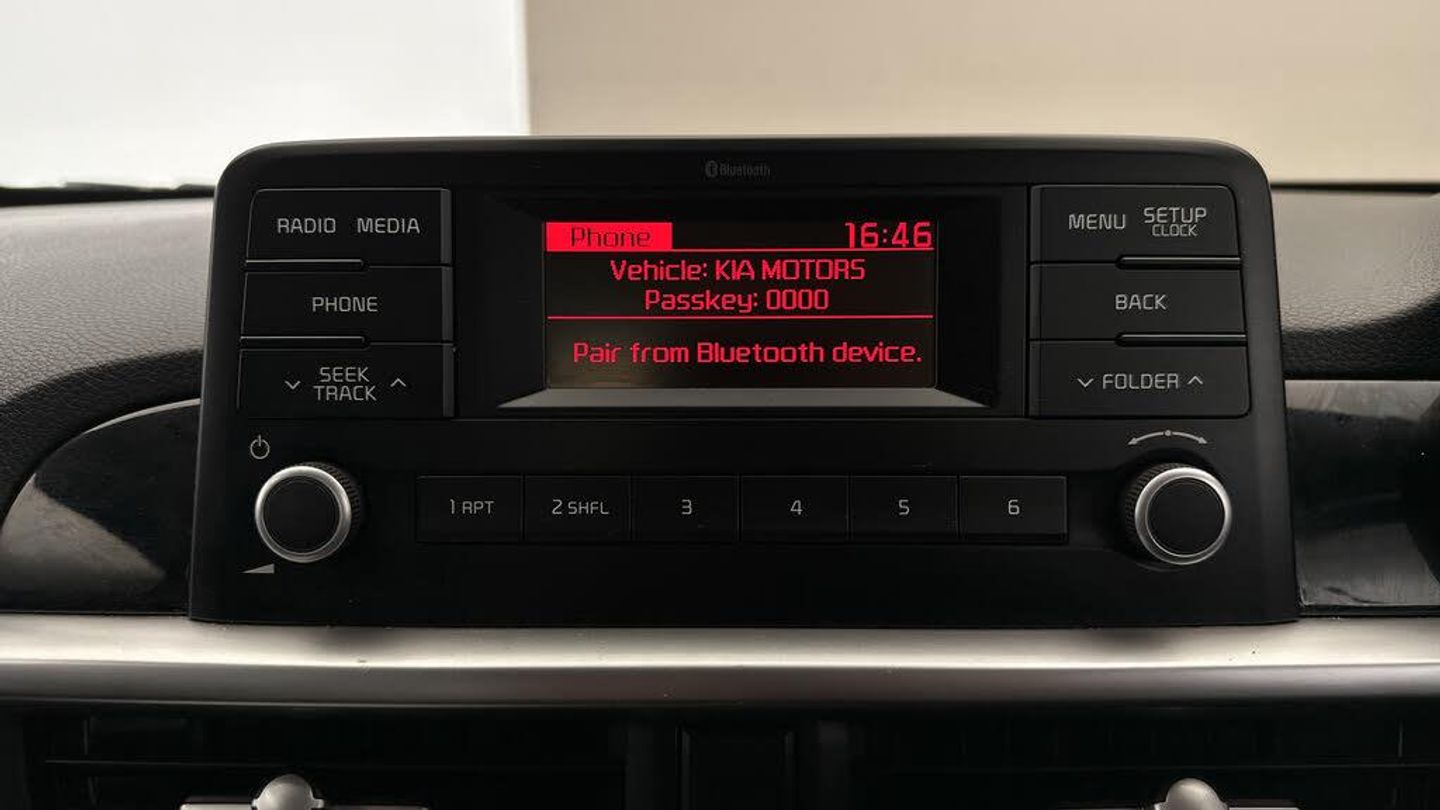 Bluetooth
RADIO MEDIA
PHONE
SEEK
TRACK
Phone 16:46
Vehicle: KIA MOTORS
Passkey: 0000
Pair from Bluetooth device.
MENU SETUP
CLOCK
BACK
FOLDER
1 RPT
2 SHFL
3
4
5
6